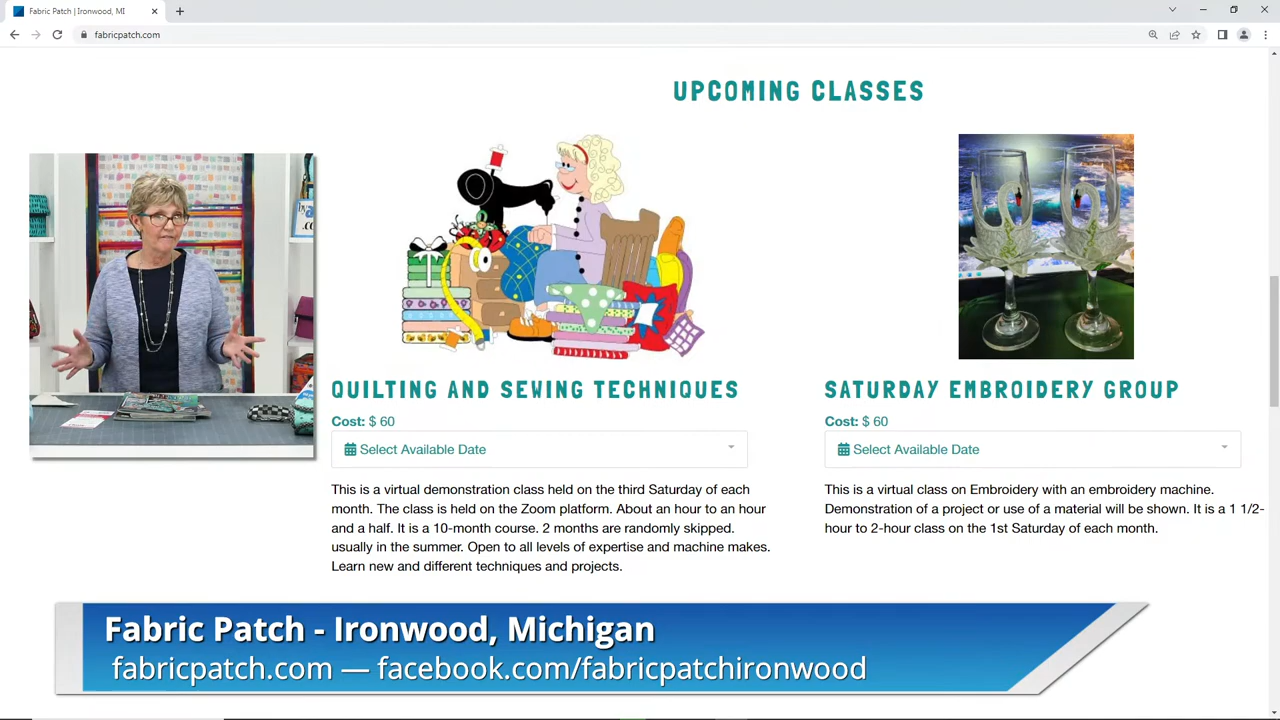 Fabric Patch | Ironwood, MI
fabricpatch.com
UPCOMING CLASSES
QUILTING AND SEWING TECHNIQUES
Cost: $ 60
Select Available Date
This is a virtual demonstration class held on the third Saturday of each
month. The class is held on the Zoom platform. About an hour to an hour
and a half. It is a 10-month course. 2 months are randomly skipped.
usually in the summer. Open to all levels of expertise and machine makes.
Learn new and different techniques and projects.
SATURDAY EMBROIDERY GROUP
Cost: $ 60
Select Available Date
This is a virtual class on Embroidery with an embroidery machine.
Demonstration of a project or use of a material will be shown. It is a 1 1/2-
hour to 2-hour class on the 1st Saturday of each month.
Fabric Patch - Ironwood, Michigan
fabricpatch.com — facebook.com/fabricpatchironwood